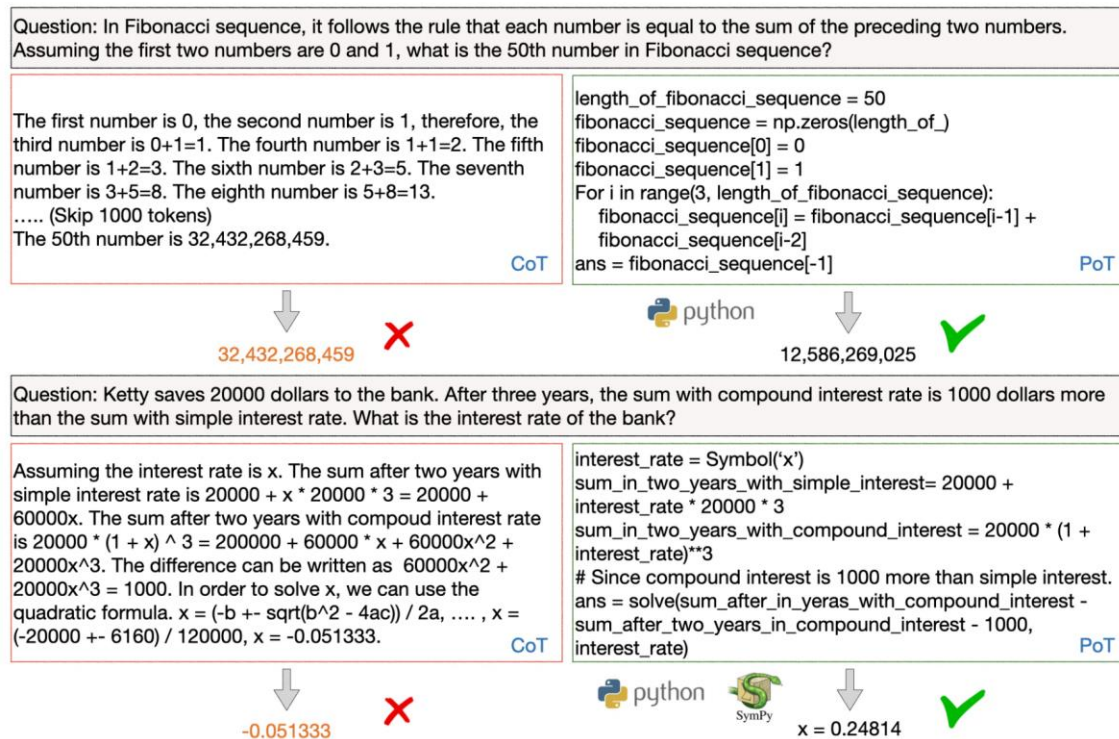 Question: In Fibonacci sequence, it follows the rule that each number is equal to the sum of the preceding two numbers.
Assuming the first two numbers are 0 and 1, what is the 50th number in Fibonacci sequence?
The first number is 0, the second number is 1, therefore, the
third number is 0+1=1. The fourth number is 1+1=2. The fifth
number is 1+2=3. The sixth number is 2+3=5. The seventh
number is 3+5=8. The eighth number is 5+8=13.
….. (Skip 1000 tokens)
The 50th number is 32,432,268,459.
CoT
length_of_fibonacci_sequence = 50
fibonacci_sequence = np.zeros(length_of_)
fibonacci_sequence[0] = 0
fibonacci_sequence[1] = 1
For i in range(3, length_of_fibonacci_sequence):
fibonacci_sequence[i] = fibonacci_sequence[i-1] +
fibonacci_sequence[i-2]
ans = fibonacci_sequence[-1]
PoT
python
32,432,268,459
12,586,269,025
Question: Ketty saves 20000 dollars to the bank. After three years, the sum with compound interest rate is 1000 dollars more
than the sum with simple interest rate. What is the interest rate of the bank?
Assuming the interest rate is x. The sum after two years with
simple interest rate is 20000 + x * 20000 * 3 = 20000 +
60000x. The sum after two years with compoud interest rate
is 20000 * (1 + x) ^ 3 = 200000 + 60000 * x + 60000x^2 +
20000x^3. The difference can be written as 60000x^2 +
20000x^3 = 1000. In order to solve x, we can use the
quadratic formula. x = (-b +- sqrt(b^2 - 4ac)) / 2a, …. , x =
(-20000 +- 6160) / 120000, x = -0.051333.
CoT
interest_rate = Symbol(‘x’)
sum_in_two_years_with_simple_interest= 20000 +
interest_rate * 20000 * 3
sum_in_two_years_with_compound_interest = 20000 * (1 +
interest_rate)**3
# Since compound interest is 1000 more than simple interest.
ans = solve(sum_after_in_yeras_with_compound_interest -
sum_after_two_years_in_compound_interest - 1000,
interest_rate)
PoT
python
SymPy
-0.051333
x = 0.24814